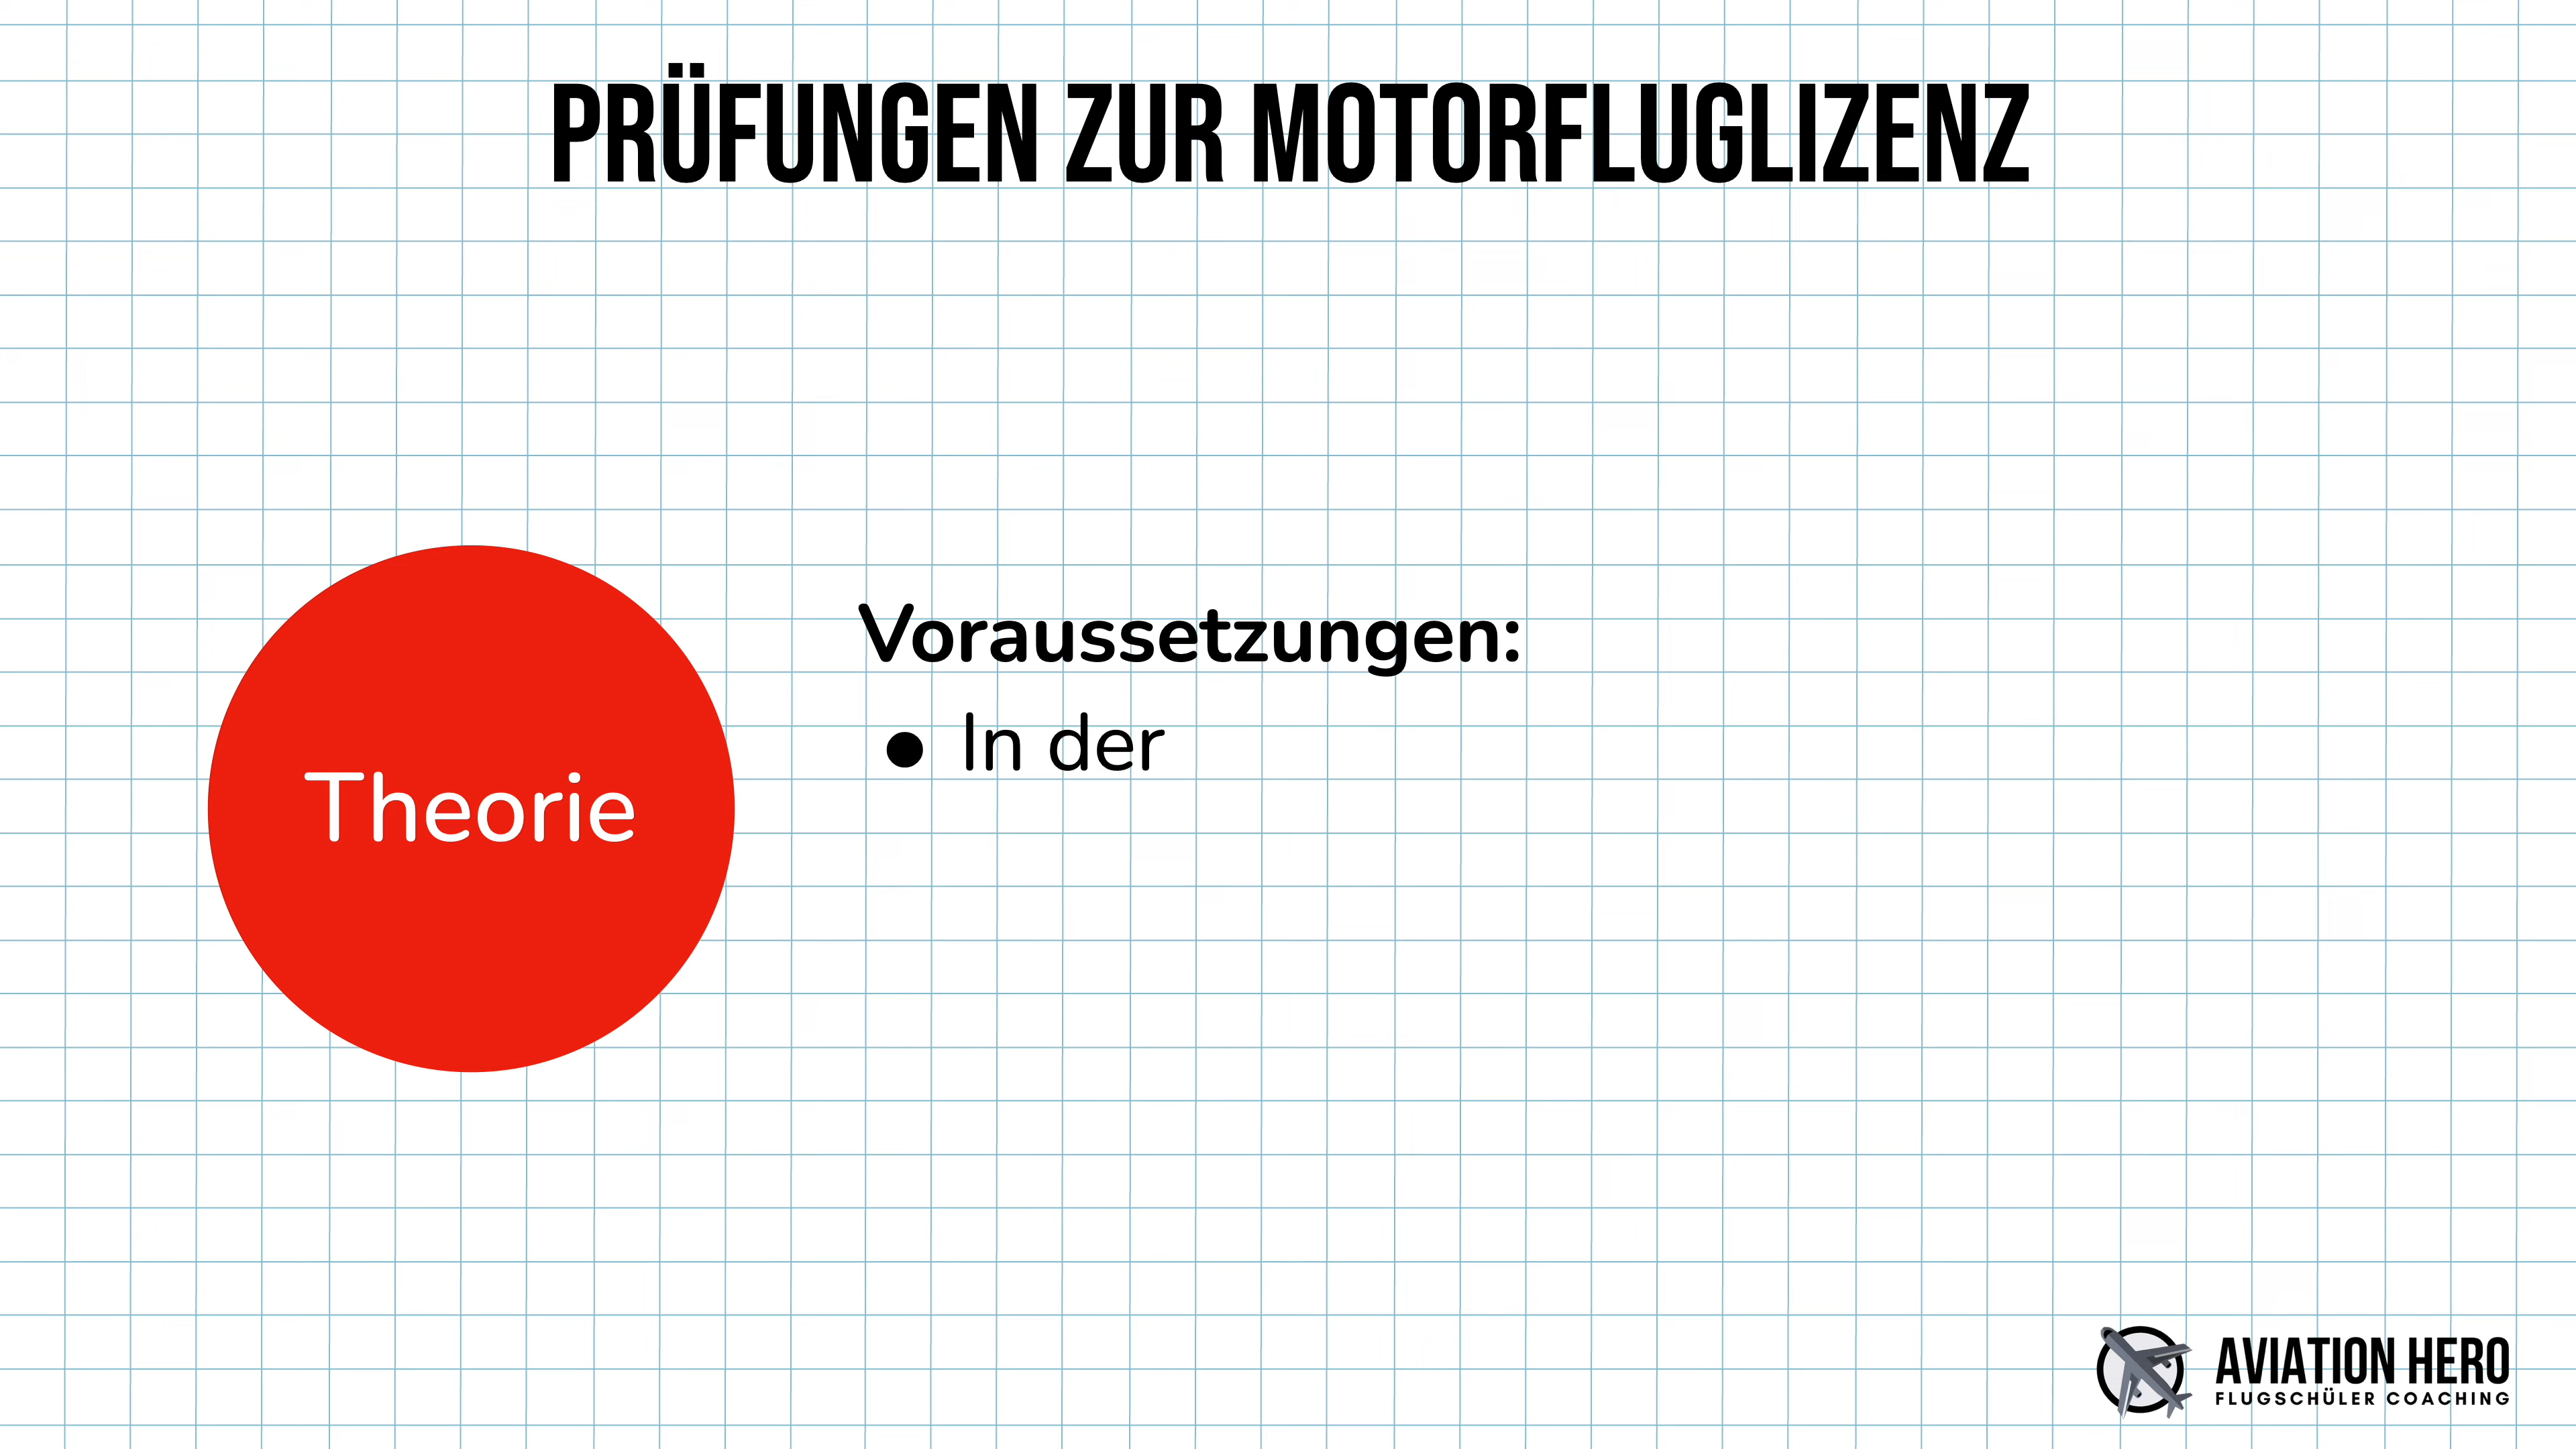 PRÜFUNGEN ZUR MOTORFLUGLIZENZ
Theorie
Voraussetzungen:
● In der
AVIATION HERO
FLUGSCHÜLER COACHING